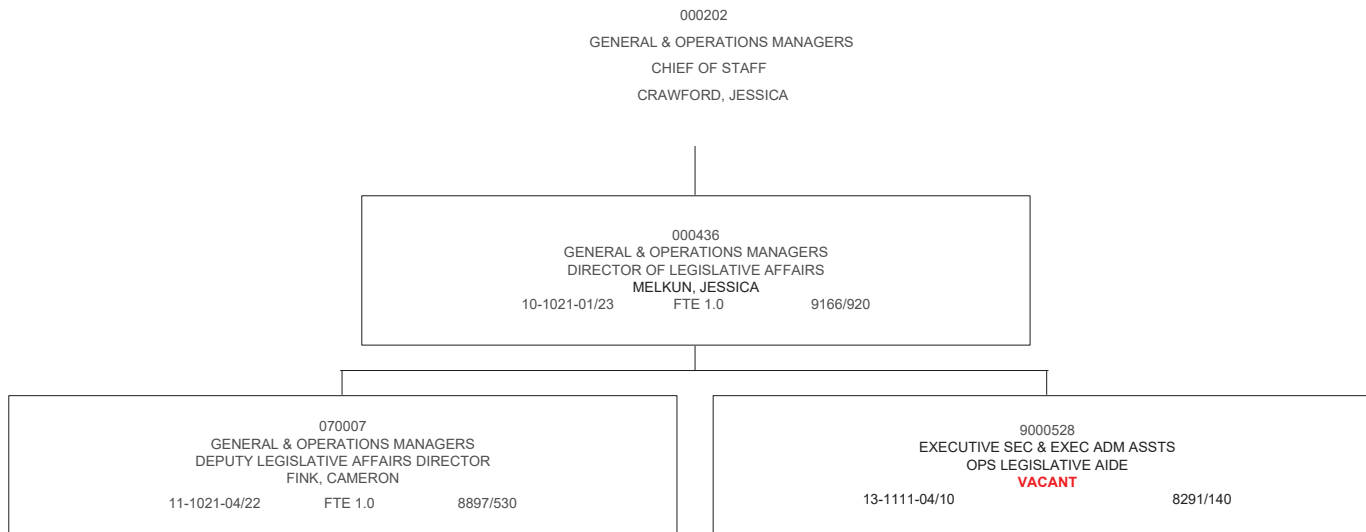 000202
GENERAL & OPERATIONS MANAGERS
CHIEF OF STAFF
CRAWFORD, JESSICA
000436
GENERAL & OPERATIONS MANAGERS
DIRECTOR OF LEGISLATIVE AFFAIRS
MELKUN, JESSICA
10-1021-01/23 FTE 1.0 9166/920
070007
GENERAL & OPERATIONS MANAGERS
DEPUTY LEGISLATIVE AFFAIRS DIRECTOR
FINK, CAMERON
11-1021-04/22 FTE 1.0 8897/530
9000528
EXECUTIVE SEC & EXEC ADM ASSTS
OPS LEGISLATIVE AIDE
VACANT
13-1111-04/10 8291/140